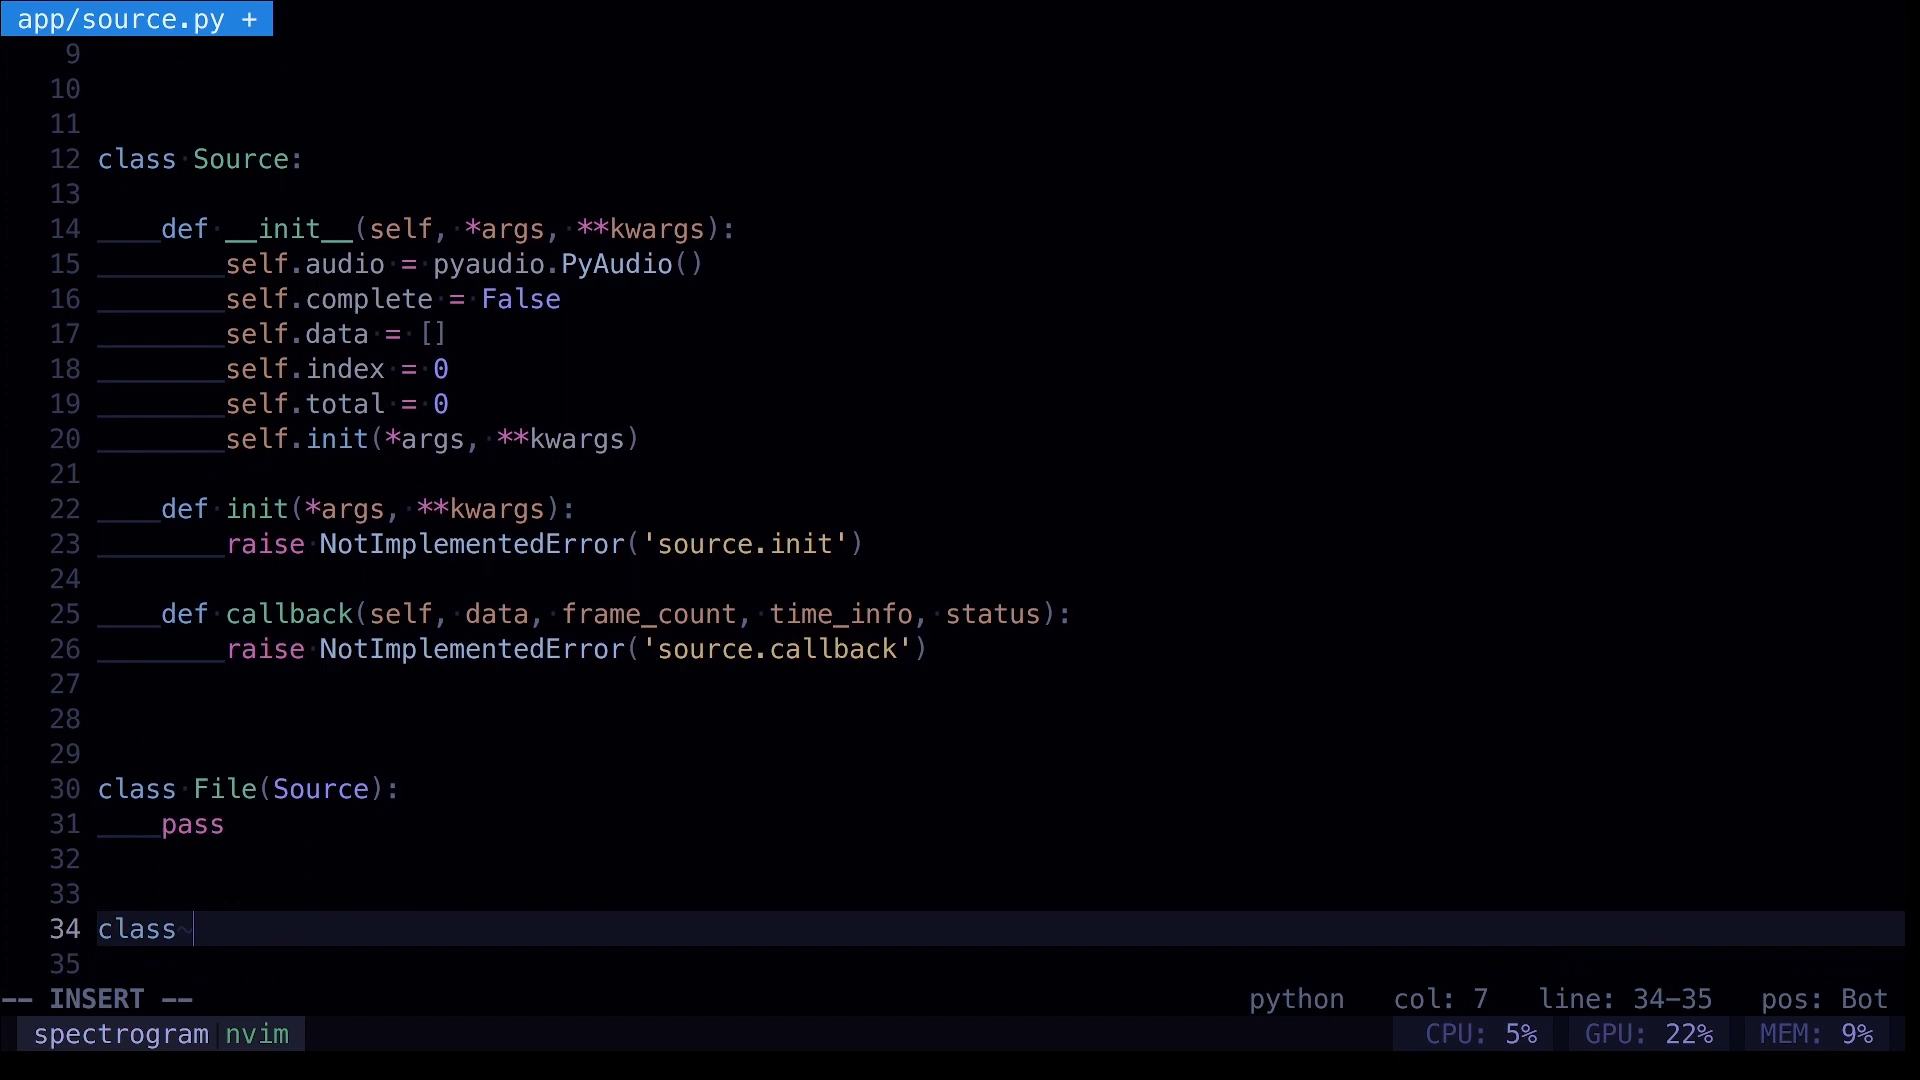 app/source.py +
9
10
11
12 class Source:
13
14 def __init__(self, *args, **kwargs):
15 self.audio = pyaudio.PyAudio()
16 self.complete = False
17 self.data = []
18 self.index = 0
19 self.total = 0
20 self.init(*args, **kwargs)
21
22 def init(*args, **kwargs):
23 raise NotImplementedError('source.init')
24
25 def callback(self, data, frame_count, time_info, status):
26 raise NotImplementedError('source.callback')
27
28
29
30 class File(Source):
31 pass
32
33
34 class~
35
-- INSERT -- python col: 7 line: 34-35 pos: Bot
spectrogram nvim CPU: 5% GPU: 22% MEM: 9%